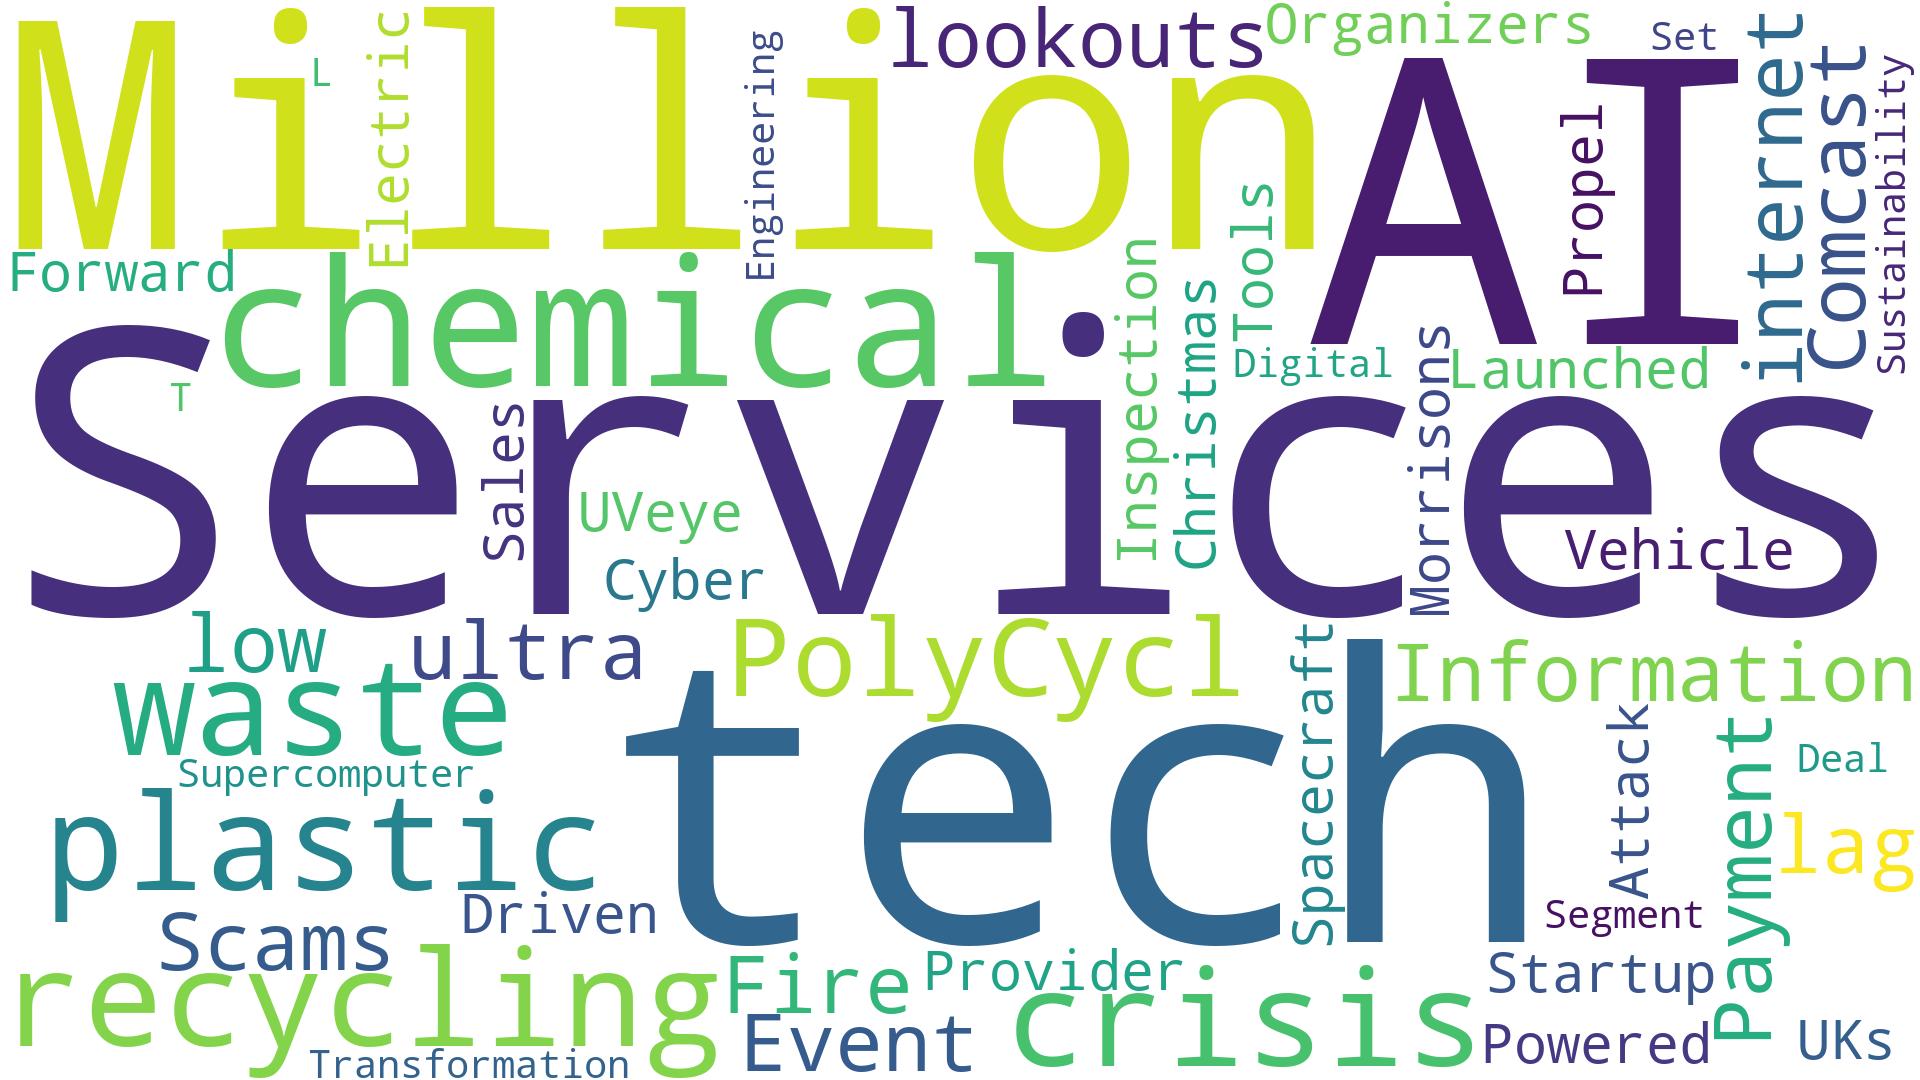 Million
AI
lookouts
Organizers
Set
L
Electric
Engineering
Propel
internet
Comcast
Sustainability
Forward
chemical
Inspection
Christmas
Tools
Digital
Morrisons
Launched
Services
T
Sales
UVeye
Cyber
Vehicle
low
ultra
PolyCycl
Information
waste
Supercomputer
tech
Spacecraft
Attack
Payment
Deal
plastic
lag
Scams
Driven
Segment
recycling
Fire
Provider
crisis
Startup
Event
Powered
UKs
Transformation